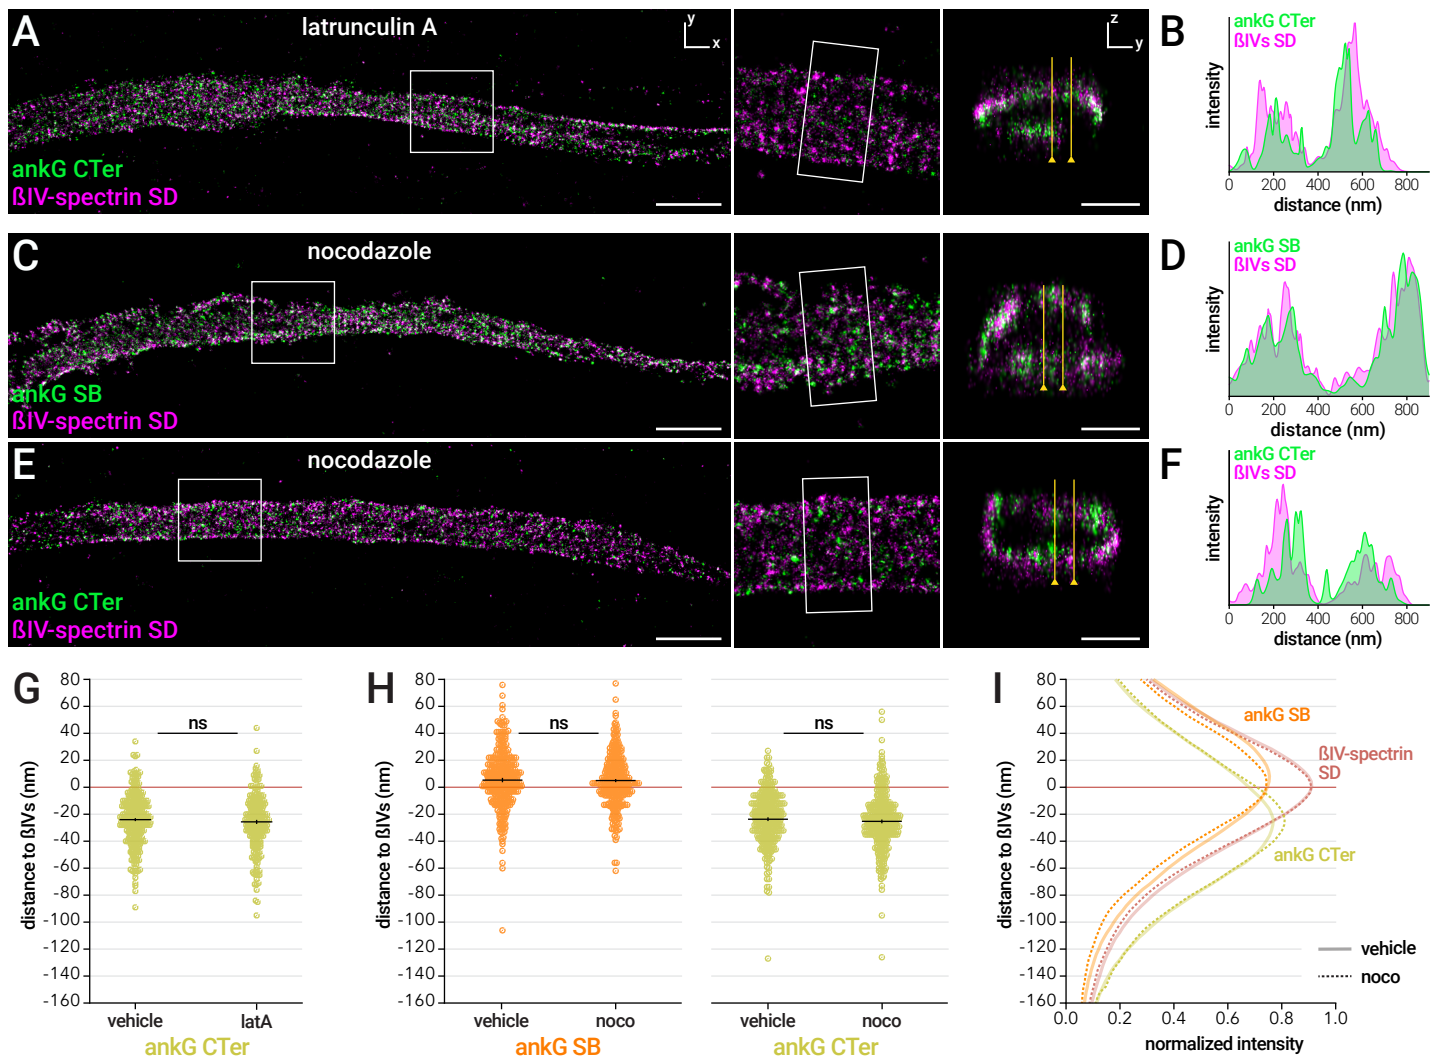 A
latrunculin A
y
x
ankG CTer
ßIV-spectrin SD
z
y
B
ankG CTer
ßIVs SD
intensity
0 200 400 600 800
distance (nm)
C
nocodazole
ankG SB
ßIV-spectrin SD
D
ankG SB
ßIVs SD
intensity
0 200 400 600 800
distance (nm)
E
nocodazole
ankG CTer
ßIV-spectrin SD
F
ankG CTer
ßIVs SD
intensity
0 200 400 600 800
distance (nm)
G
distance to ßIVs (nm)
80
60
40
20
0
-20
-40
-60
-80
-100
-120
-140
-160
ns
vehicle latA
ankG CTer
H
distance to ßIVs (nm)
80
60
40
20
0
-20
-40
-60
-80
-100
-120
-140
-160
ns
vehicle noco
ankG SB
ns
vehicle noco
ankG CTer
I
distance to ßIVs (nm)
80
60
40
20
0
-20
-40
-60
-80
-100
-120
-140
-160
ankG SB
ßIV-spectrin
SD
ankG CTer
vehicle
noco
0.0 0.2 0.4 0.6 0.8 1.0
normalized intensity